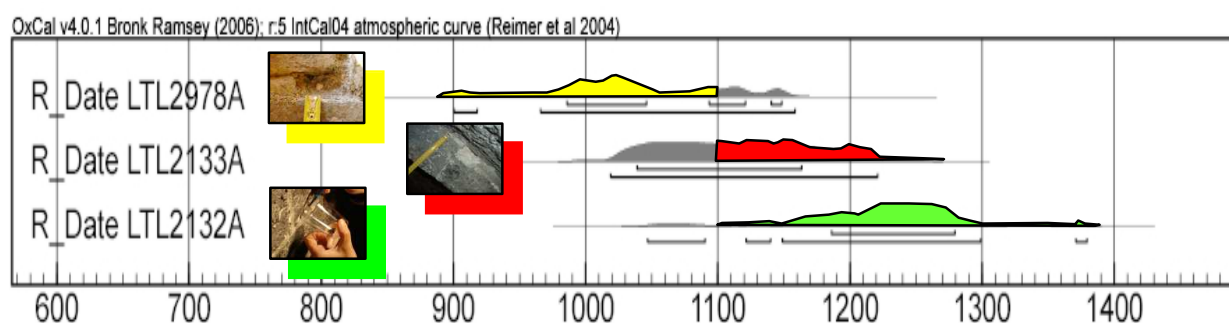 OxCal v4.0.1 Bronk Ramsey (2006); r:5 IntCal04 atmospheric curve (Reimer et al 2004)
R_Date LTL2978A
R_Date LTL2133A
R_Date LTL2132A
600 700 800 900 1000 1100 1200 1300 1400